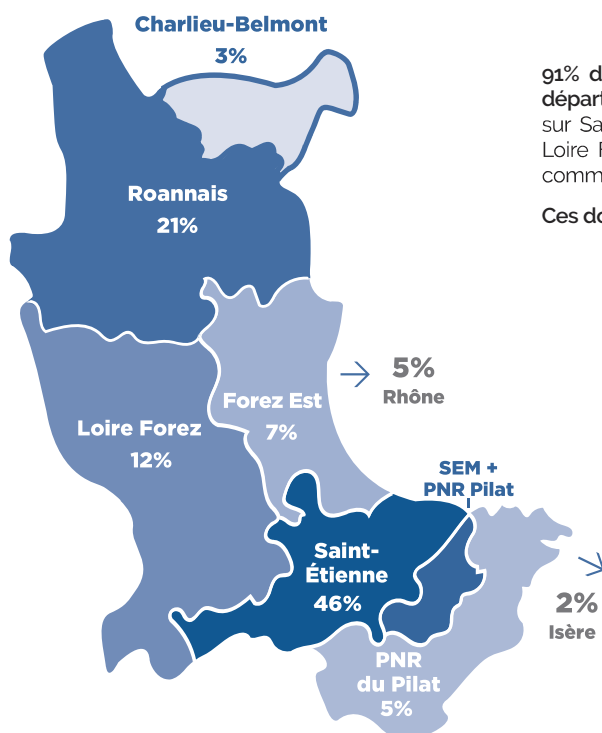 Charlieu-Belmont
3%
91% d
départ
sur Sa
Loire F
comm
Ces do
Roannais
21%
5%
Rhône
Forez Est
7%
Loire Forez
12%
SEM +
PNR Pilat
Saint-
Étienne
46%
2%
Isère
PNR
du Pilat
5%